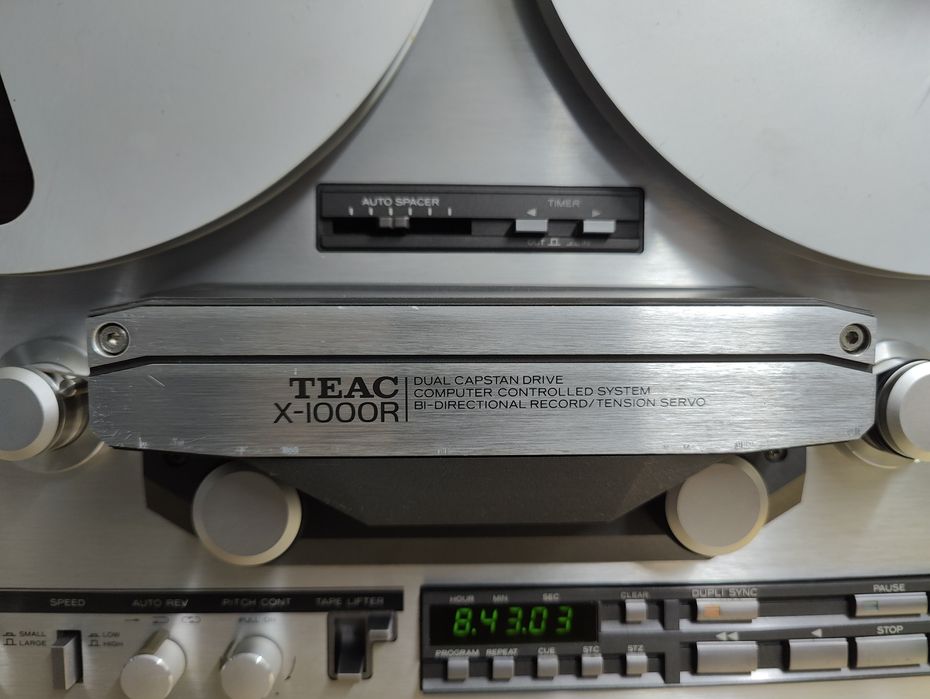 AUTO SPACER
TIMER
OUT IN
TEAC
X-1000R
DUAL CAPSTAN DRIVE
COMPUTER CONTROLLED SYSTEM
BI-DIRECTIONAL RECORD/TENSION SERVO
SPEED
AUTO REV
PITCH CONT
TAPE LIFTER
SMALL
LARGE
LOW
HIGH
PULL-ON
HOUR MIN SEC
8.43.03
CLEAR
DUPLI SYNC
PAUSE
PROGRAM
REPEAT
CUE
STC
STZ
STOP